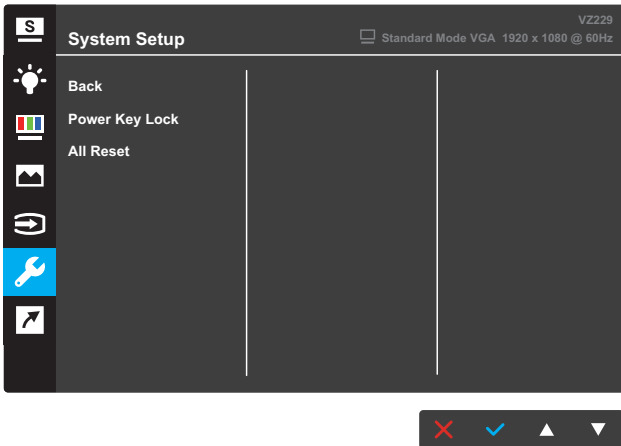 S
VZ229
System Setup
Standard Mode VGA 1920 x 1080 @ 60Hz
Back
Power Key Lock
All Reset